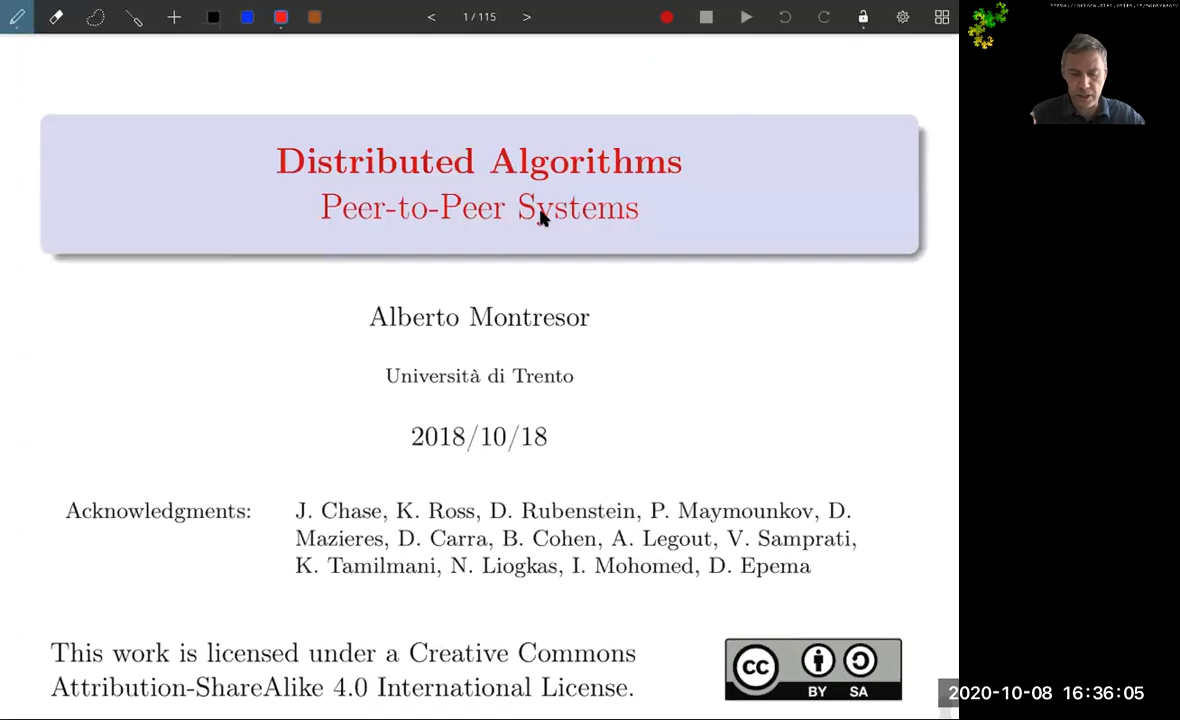 1 / 115
Distributed Algorithms
Peer-to-Peer Systems
Alberto Montresor
Università di Trento
2018/10/18
Acknowledgments: J. Chase, K. Ross, D. Rubenstein, P. Maymounkov, D.
Mazieres, D. Carra, B. Cohen, A. Legout, V. Samprati,
K. Tamilmani, N. Liogkas, I. Mohomed, D. Epema
This work is licensed under a Creative Commons
Attribution-ShareAlike 4.0 International License.
cc
BY SA
2020-10-08 16:36:05